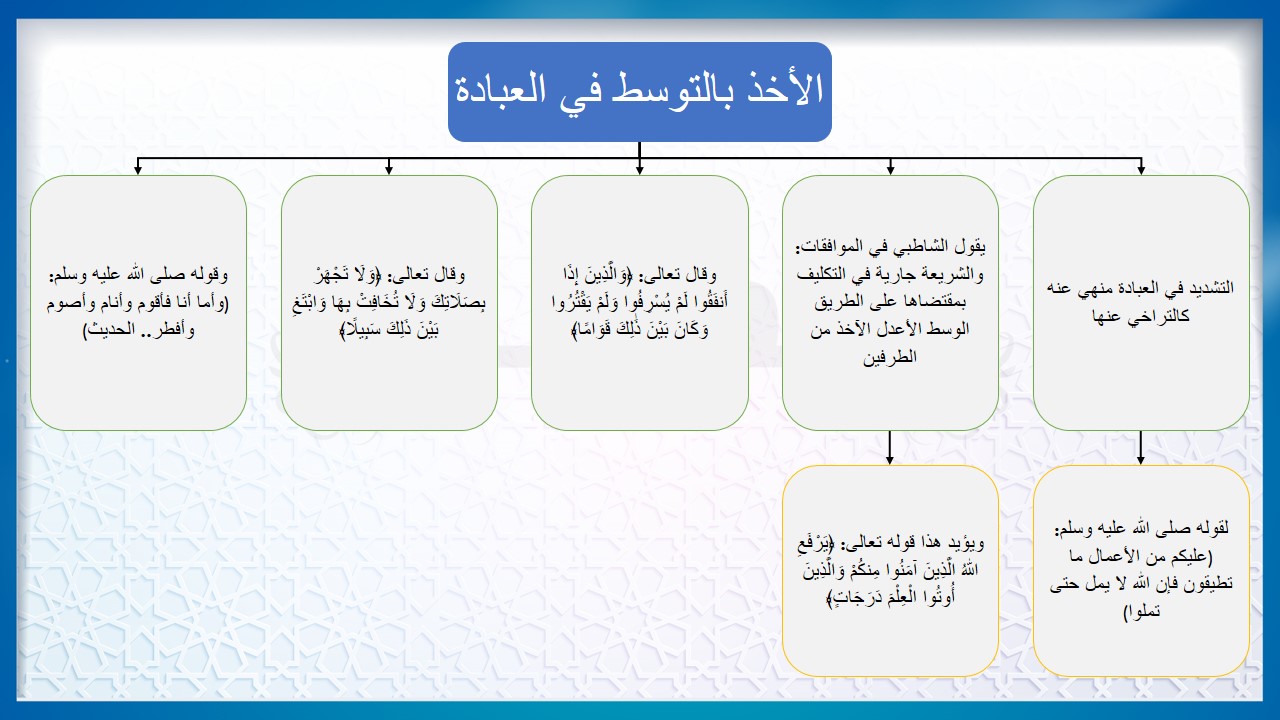 الأخذ بالتوسط في العبادة
التشديد في العبادة منهي عنه
كالتراخي عنها
يقول الشاطبي في الموافقات:
والشريعة جارية في التكليف
بمقتضاها على الطريق
الوسط الأعدل الآخذ من
الطرفين
وقال تعالى: ﴿وَالَّذِينَ إِذَا
أَنفَقُوا لَمْ يُسْرِفُوا وَلَمْ يَقْتُرُوا
وَكَانَ بَيْنَ ذَٰلِكَ قَوَامًا﴾
وقال تعالى: ﴿وَلَا تَجْهَرْ
بِصَلَاتِكَ وَلَا تُخَافِتْ بِهَا وَابْتَغِ
بَيْنَ ذَلِكَ سَبِيلًا﴾
وقوله صلى الله عليه وسلم:
(وأما أنا فأقوم وأنام وأصوم
وأفطر.. الحديث)
لقوله صلى الله عليه وسلم:
(عليكم من الأعمال ما
تطيقون فإن الله لا يمل حتى
تملوا)
ويؤيد هذا قوله تعالى: ﴿يَرْفَعِ
اللهُ الَّذِينَ آمَنُوا مِنكُمْ وَالَّذِينَ
أُوتُوا الْعِلْمَ دَرَجَاتٍ﴾